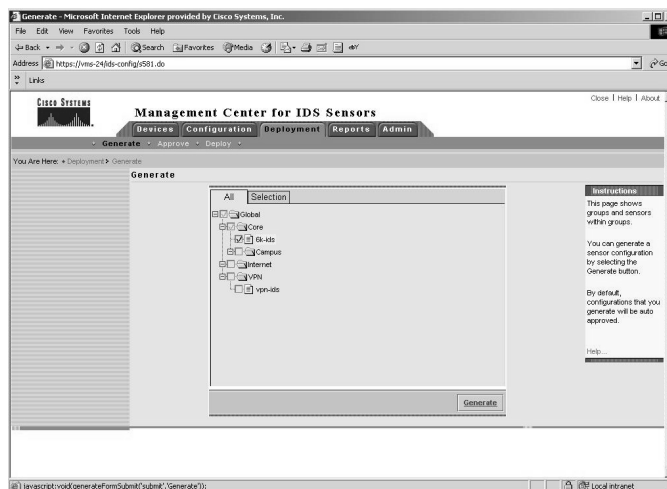 Generate - Microsoft Internet Explorer provided by Cisco Systems, Inc.
File Edit View Favorites Tools Help
Back Search Favorites Media
Address https://vms-24/ids-config/s581.do Go
Links
Cisco Systems
Close | Help | About
Management Center for IDS Sensors
Devices Configuration Deployment Reports Admin
Generate Approve Deploy
You Are Here: Deployment > Generate
Generate
All Selection
Global
Core
6k-ids
Campus
Internet
VPN
vpn-ids
Generate
Instructions
This page shows
groups and sensors
within groups.
You can generate a
sensor configuration
by selecting the
Generate button.
By default,
configurations that you
generate will be auto
approved.
Help...
javascript:void(generateFormSubmit('submit','Generate'));
Local intranet